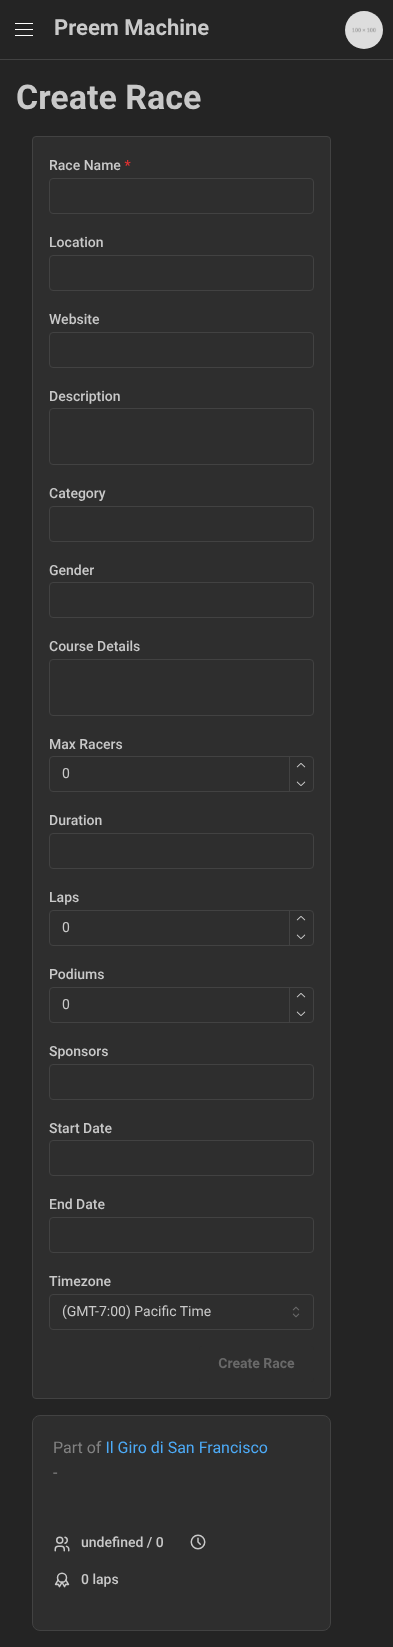 Preem Machine
100 × 100
Create Race
Race Name *
Location
Website
Description
Category
Gender
Course Details
Max Racers
0
Duration
Laps
0
Podiums
0
Sponsors
Start Date
End Date
Timezone
(GMT-7:00) Pacific Time
Create Race
Part of Il Giro di San Francisco
-
undefined / 0
0 laps